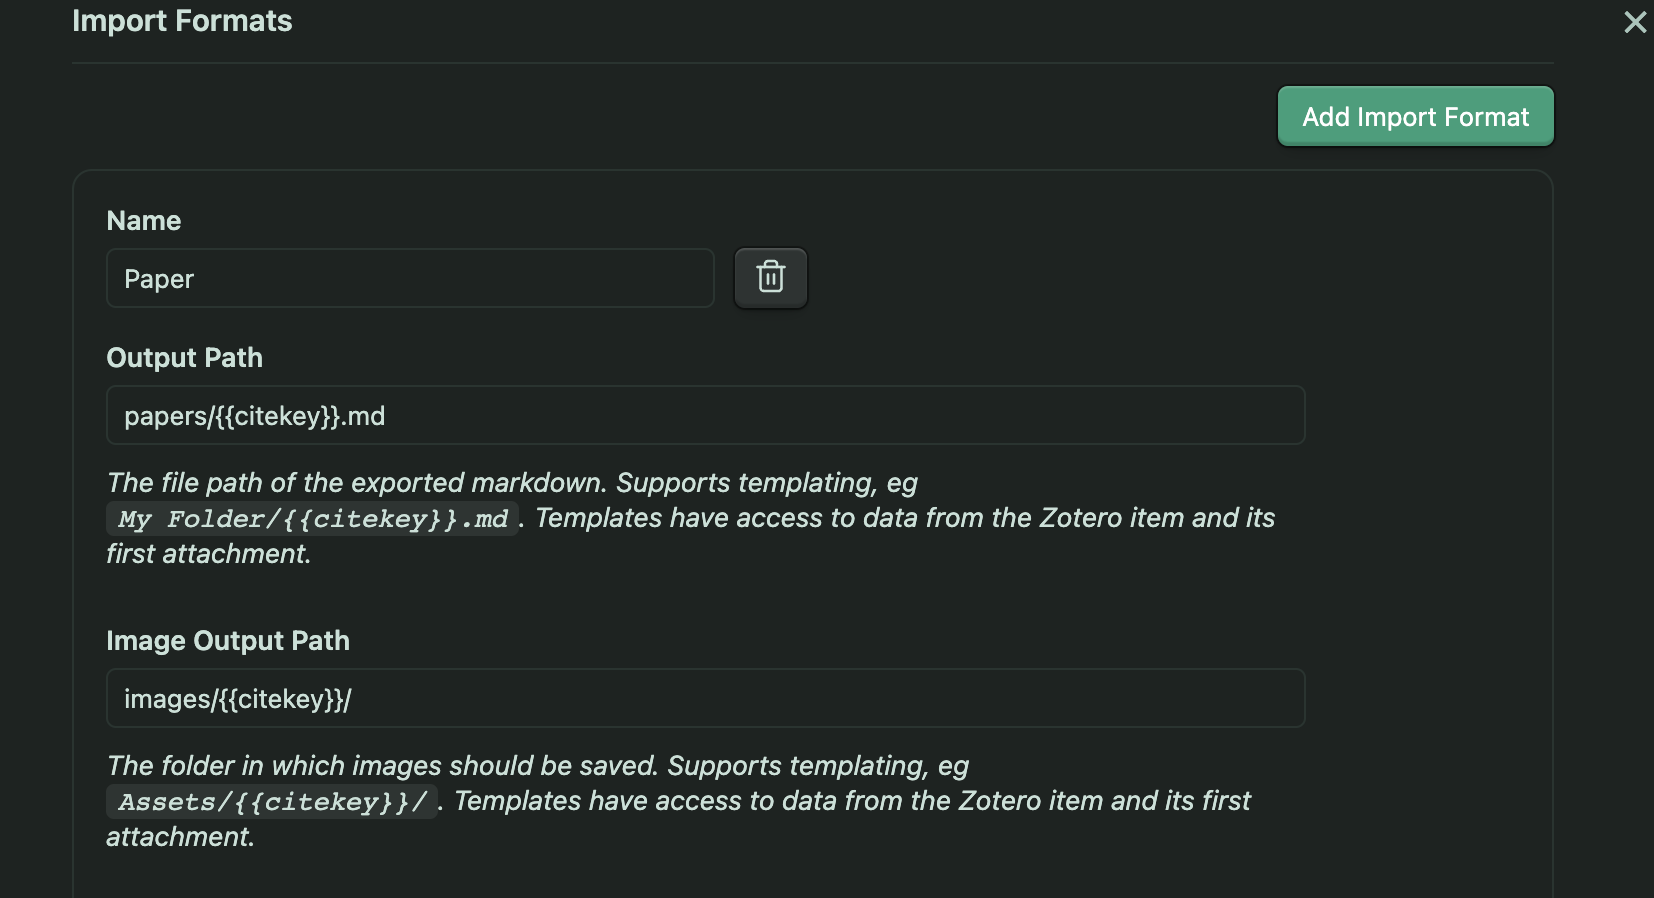 Import Formats
Add Import Format
Name
Paper
Output Path
papers/{{citekey}}.md
The file path of the exported markdown. Supports templating, eg
My Folder/{{citekey}}.md. Templates have access to data from the Zotero item and its
first attachment.
Image Output Path
images/{{citekey}}/
The folder in which images should be saved. Supports templating, eg
Assets/{{citekey}}/. Templates have access to data from the Zotero item and its first
attachment.